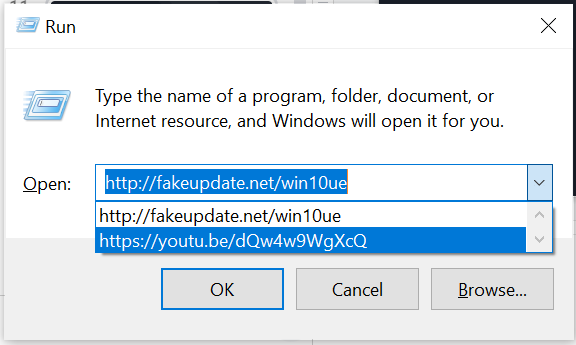 Run
Type the name of a program, folder, document, or
Internet resource, and Windows will open it for you.
Open:
http://fakeupdate.net/win10ue
http://fakeupdate.net/win10ue
https://youtu.be/dQw4w9WgXcQ
OK
Cancel
Browse...